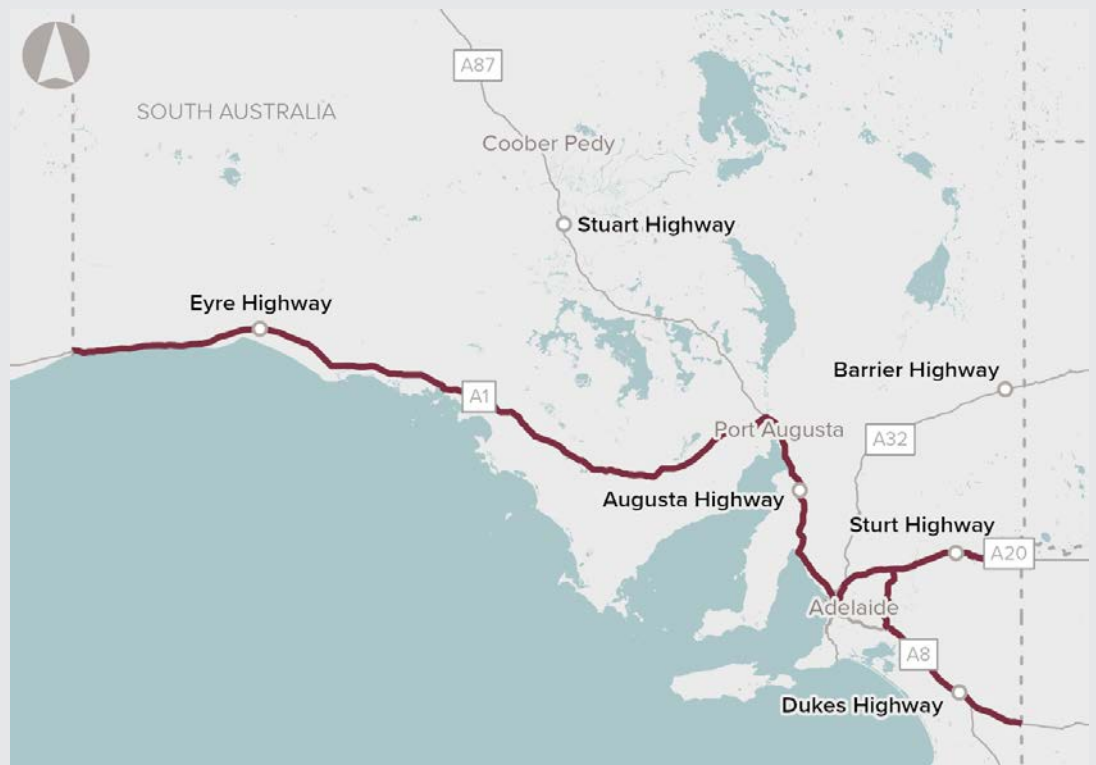 A87
SOUTH AUSTRALIA
Coober Pedy
Stuart Highway
Eyre Highway
Barrier Highway
A1
Port Augusta
A32
Augusta Highway
Sturt Highway
A20
Adelaide
A8
Dukes Highway